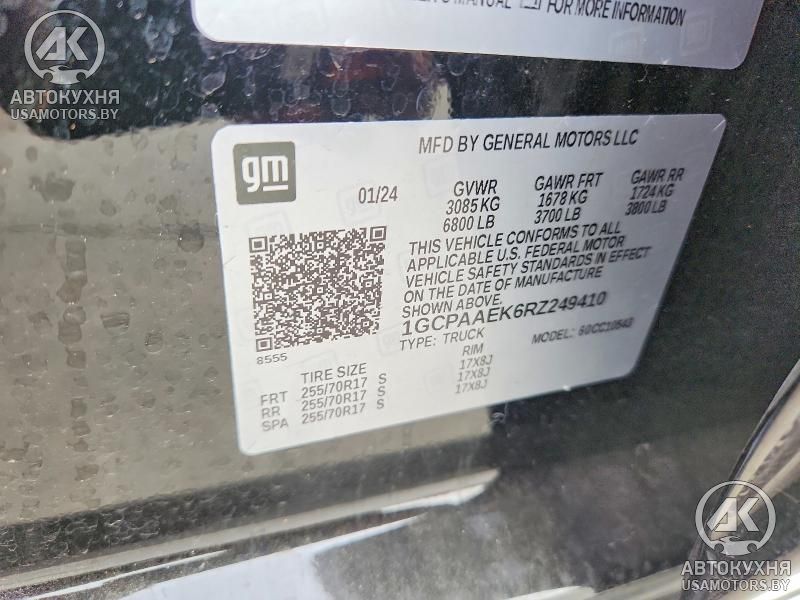 ER'S MANUAL FOR MORE INFORMATION
АВТОКУХНЯ
USAMOTORS.BY
gm
MFD BY GENERAL MOTORS LLC
01/24
GVWR GAWR FRT GAWR RR
3085 KG 1678 KG 1724 KG
6800 LB 3700 LB 3800 LB
THIS VEHICLE CONFORMS TO ALL
APPLICABLE U.S. FEDERAL MOTOR
VEHICLE SAFETY STANDARDS IN EFFECT
ON THE DATE OF MANUFACTURE
SHOWN ABOVE.
1GCPAAEK6RZ249410
8555
TYPE: TRUCK MODEL:
TIRE SIZE RIM
FRT 255/70R17 S 17X8J
RR 255/70R17 S 17X8J
SPA 255/70R17 S 17X8J
АВТОКУХНЯ
USAMOTORS.BY